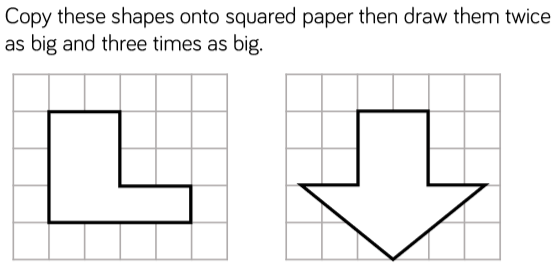 Copy these shapes onto squared paper then draw them twice
as big and three times as big.